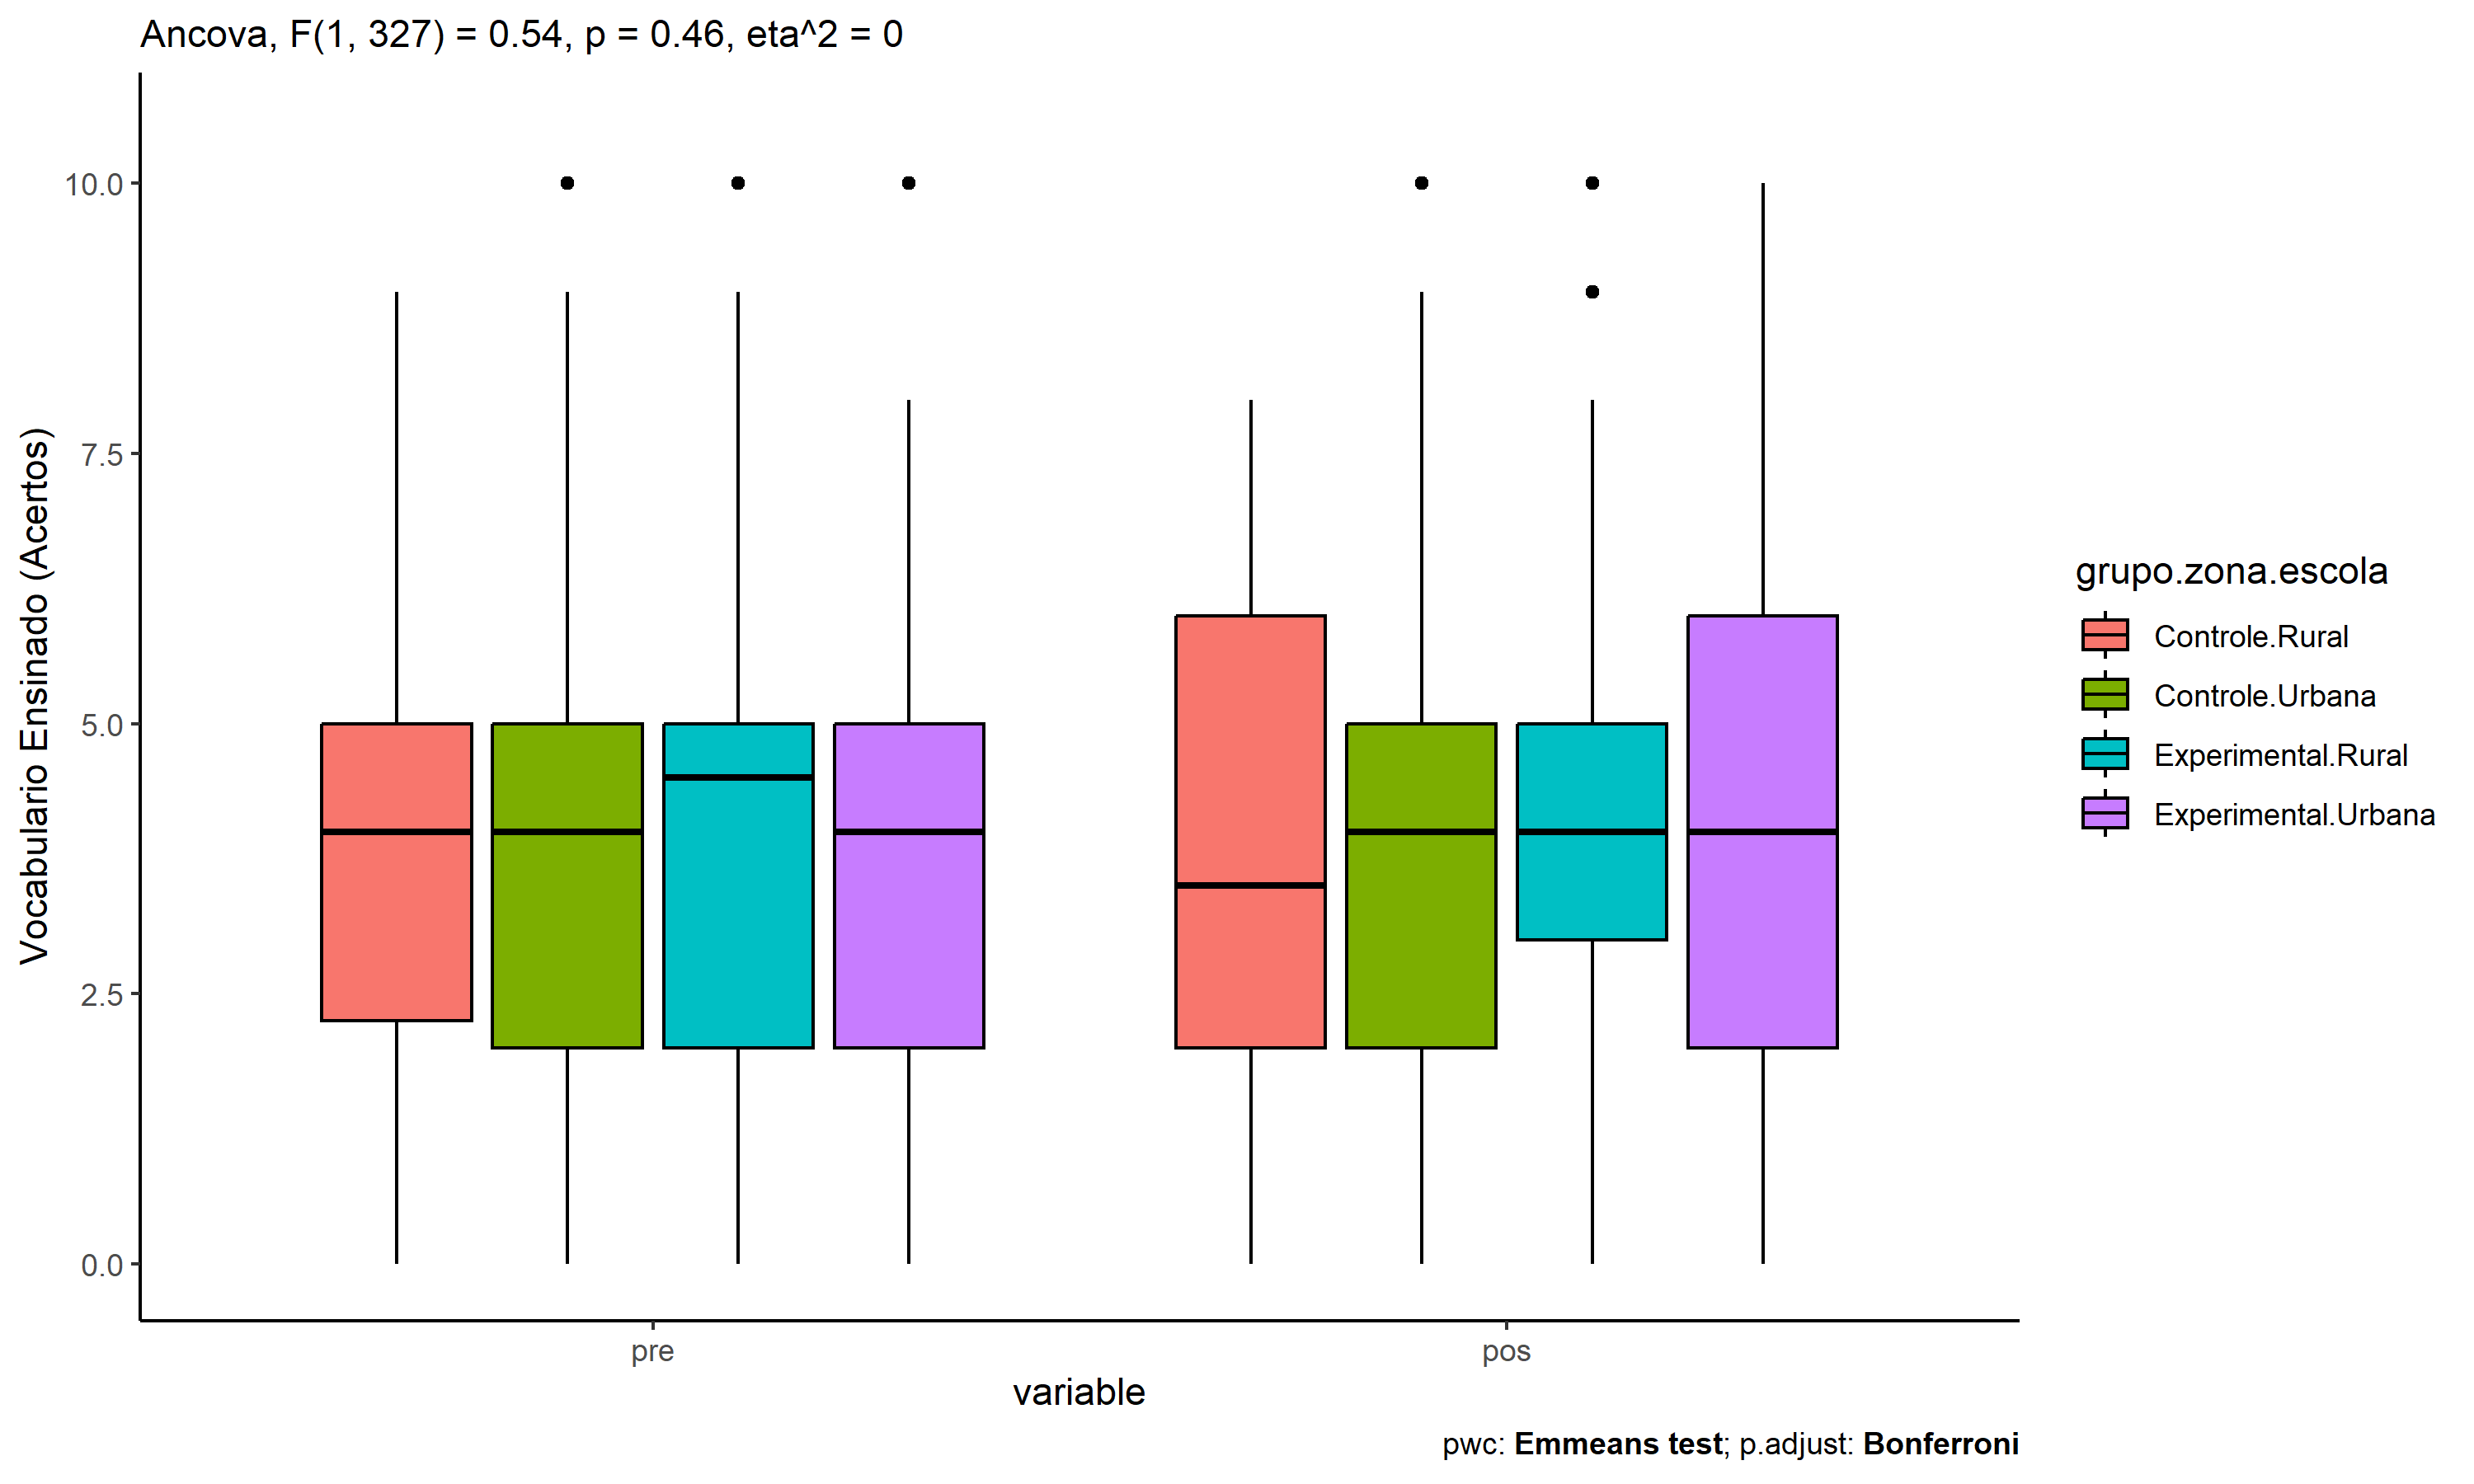 Ancova, F(1, 327) = 0.54, p = 0.46, eta^2 = 0
Vocabulario Ensinado (Acertos)
10.0
7.5
5.0
2.5
0.0
pre
pos
variable
grupo.zona.escola
Controle.Rural
Controle.Urbana
Experimental.Rural
Experimental.Urbana
pwc: Emmeans test; p.adjust: Bonferroni